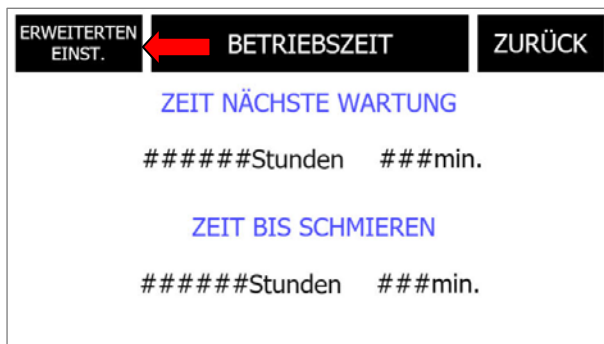 ERWEITERTEN
EINST.
BETRIEBSZEIT
ZURÜCK
ZEIT NÄCHSTE WARTUNG
######Stunden ###min.
ZEIT BIS SCHMIEREN
######Stunden ###min.